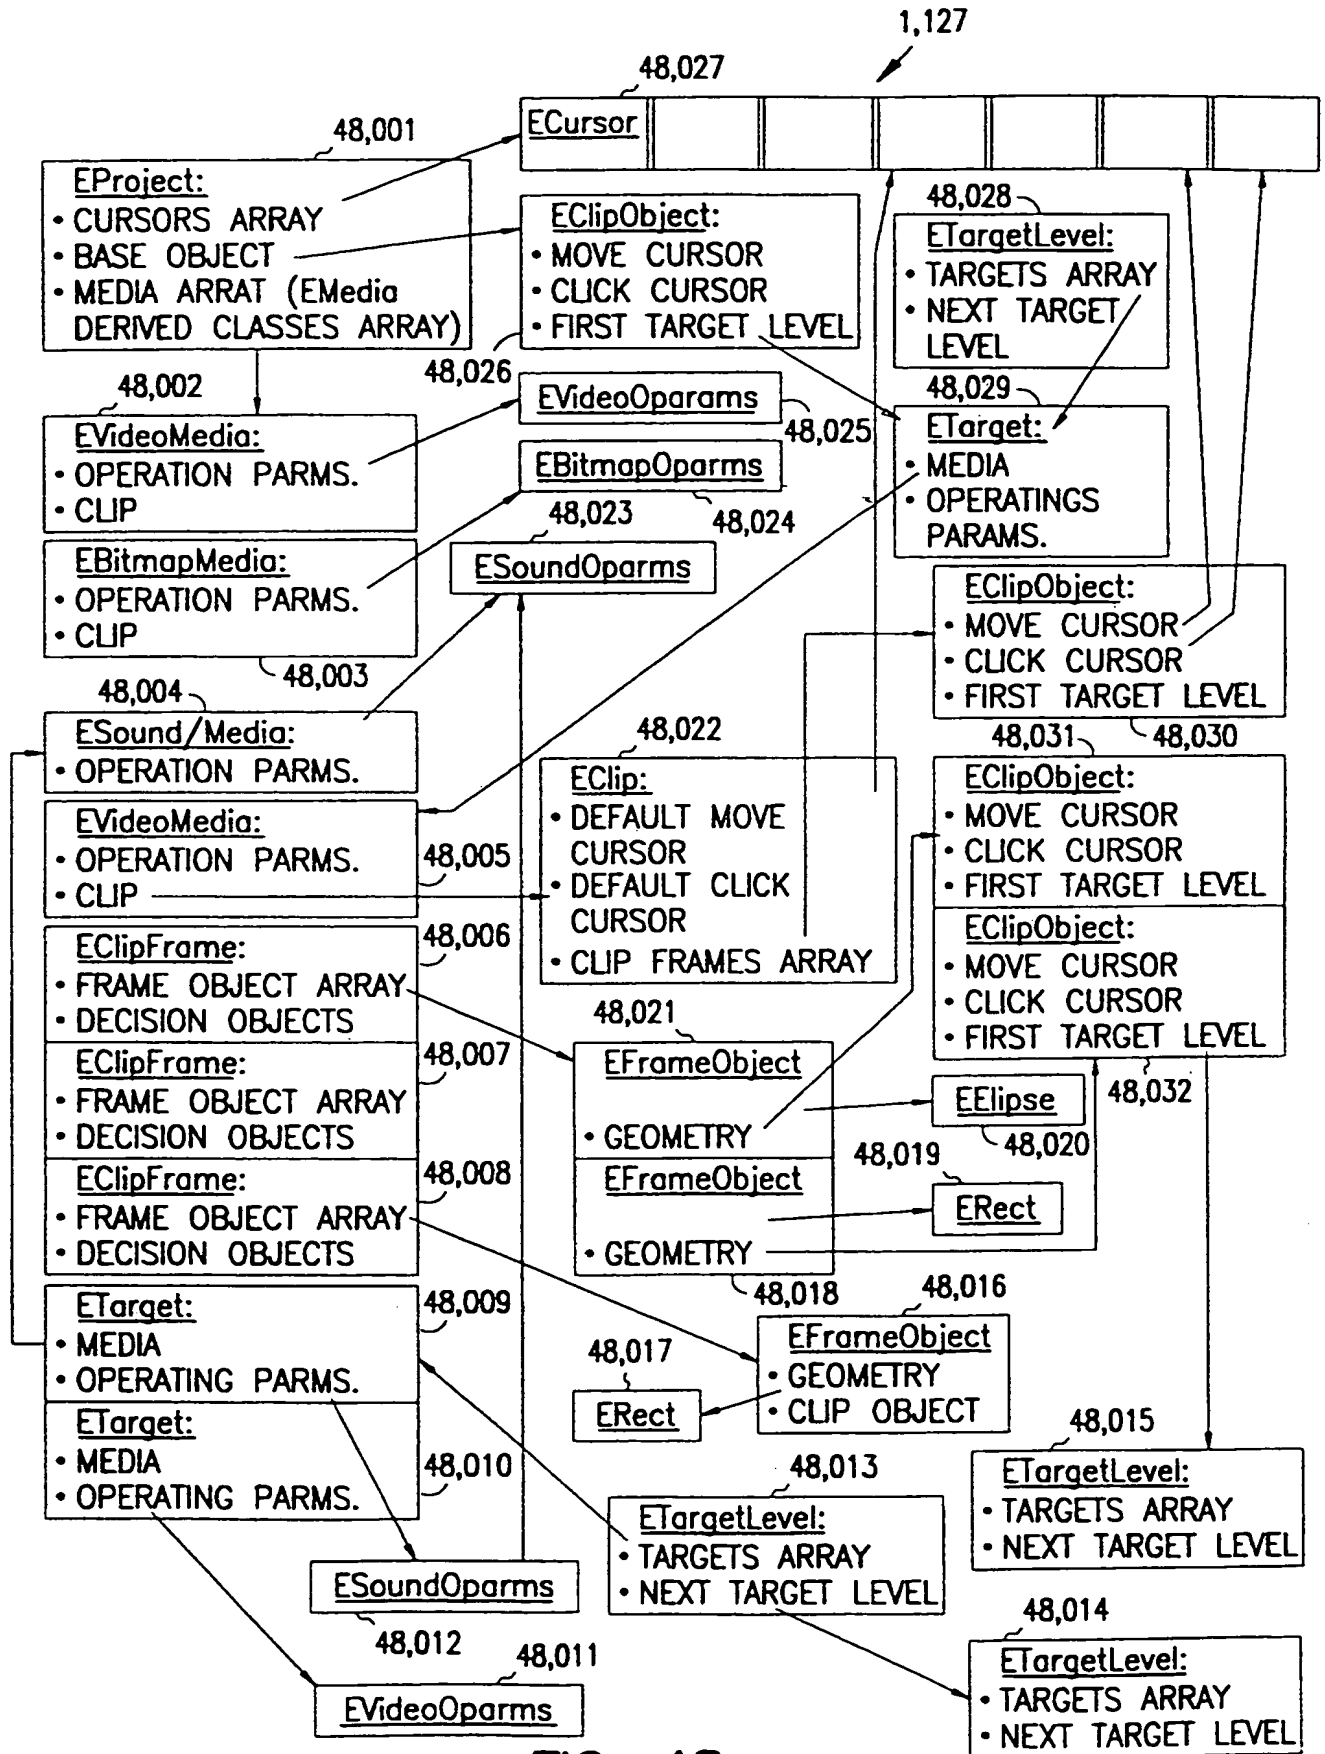 1,127
48,027
ECursor
48,001
EProject:
• CURSORS ARRAY
• BASE OBJECT
• MEDIA ARRAT (EMedia
DERIVED CLASSES ARRAY)
EClipObject:
• MOVE CURSOR
• CLICK CURSOR
• FIRST TARGET LEVEL
48,026
48,028
ETargetLevel:
• TARGETS ARRAY
• NEXT TARGET
LEVEL
48,002
EVideoMedia:
• OPERATION PARMS.
• CLIP
EVideoOparams
48,025
48,029
ETarget:
• MEDIA
• OPERATINGS
PARAMS.
EBitmapOparms
48,024
EBitmapMedia:
• OPERATION PARMS.
• CLIP
48,003
48,023
ESoundOparms
EClipObject:
• MOVE CURSOR
• CLICK CURSOR
• FIRST TARGET LEVEL
48,030
48,004
ESound/Media:
• OPERATION PARMS.
48,022
EClip:
• DEFAULT MOVE
CURSOR
• DEFAULT CLICK
CURSOR
• CLIP FRAMES ARRAY
48,031
EClipObject:
• MOVE CURSOR
• CLICK CURSOR
• FIRST TARGET LEVEL
EVideoMedia:
• OPERATION PARMS.
• CLIP
48,005
EClipObject:
• MOVE CURSOR
• CLICK CURSOR
• FIRST TARGET LEVEL
48,032
EClipFrame:
• FRAME OBJECT ARRAY
• DECISION OBJECTS
48,006
EClipFrame:
• FRAME OBJECT ARRAY
• DECISION OBJECTS
48,007
48,021
EFrameObject
• GEOMETRY
EElipse
48,020
EClipFrame:
• FRAME OBJECT ARRAY
• DECISION OBJECTS
48,008
EFrameObject
• GEOMETRY
48,018
48,019
ERect
ETarget:
• MEDIA
• OPERATING PARMS.
48,009
48,016
EFrameObject
• GEOMETRY
• CLIP OBJECT
48,017
ERect
ETarget:
• MEDIA
• OPERATING PARMS.
48,010
48,013
ETargetLevel:
• TARGETS ARRAY
• NEXT TARGET LEVEL
48,015
ETargetLevel:
• TARGETS ARRAY
• NEXT TARGET LEVEL
ESoundOparms
48,012
48,014
ETargetLevel:
• TARGETS ARRAY
• NEXT TARGET LEVEL
48,011
EVideoOparms